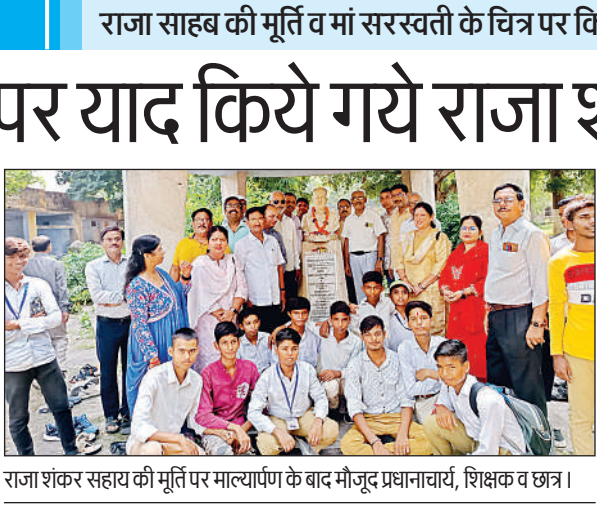 राजा साहब की मूर्ति व मां सरस्वती के चित्र पर
पर याद किये गये राजा
राजा शंकर सहाय की मूर्ति पर माल्यार्पण के बाद मौजूद प्रधानाचार्य, शिक्षक व छात्र।